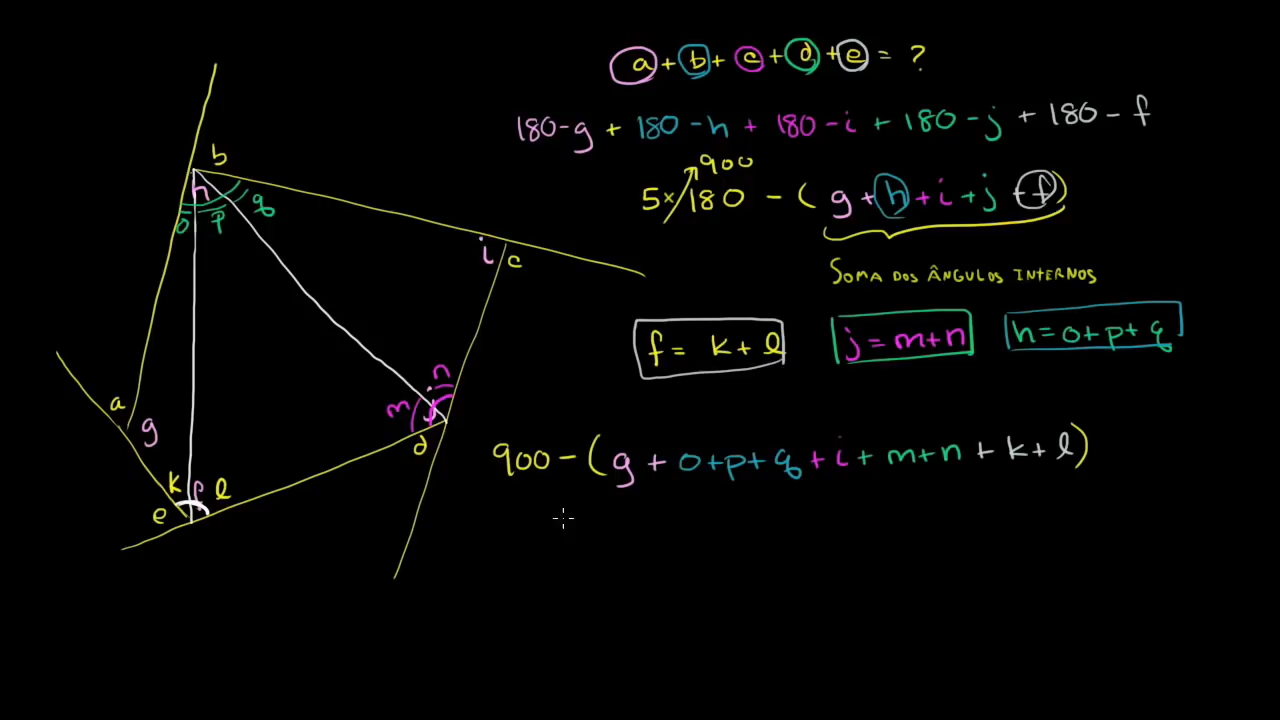 a + b + c + d + e = ?
180-g + 180-h + 180-i + 180-j + 180-f
900
5 × 180 - ( g + h + i + j + f )
SOMA DOS ÂNGULOS INTERNOS
f = k + l
j = m+n
h = o+p+q
900 - ( g + o+p+q + i + m+n + k+l )
b
h
o
p
q
i
c
n
m
j
d
a
g
k
f
l
e